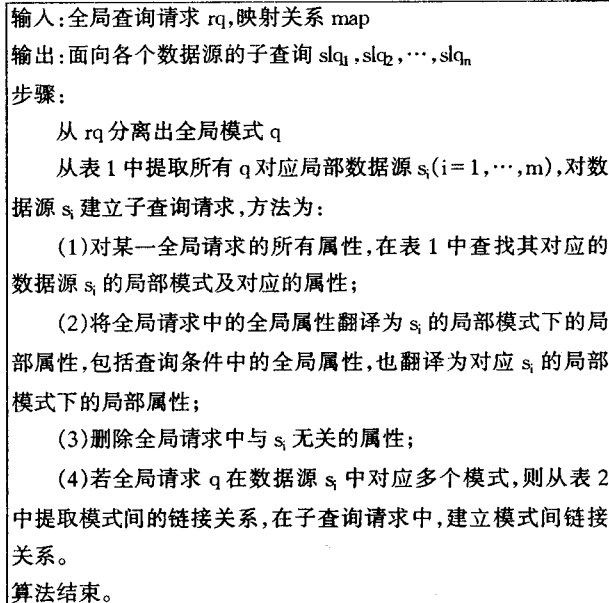 输入:全局查询请求 rq,映射关系 map
输出:面向各个数据源的子查询 slq₁,slq₂,…,slqₙ
步骤:
从 rq 分离出全局模式 q
从表 1 中提取所有 q 对应局部数据源 sᵢ(i=1,…,m),对数
据源 sᵢ 建立子查询请求,方法为:
(1)对某一全局请求的所有属性,在表 1 中查找其对应的
数据源 sᵢ 的局部模式及对应的属性;
(2)将全局请求中的全局属性翻译为 sᵢ 的局部模式下的局
部属性,包括查询条件中的全局属性,也翻译为对应 sᵢ 的局部
模式下的局部属性;
(3)删除全局请求中与 sᵢ 无关的属性;
(4)若全局请求 q 在数据源 sᵢ 中对应多个模式,则从表 2
中提取模式间的链接关系,在子查询请求中,建立模式间链接
关系。
算法结束。